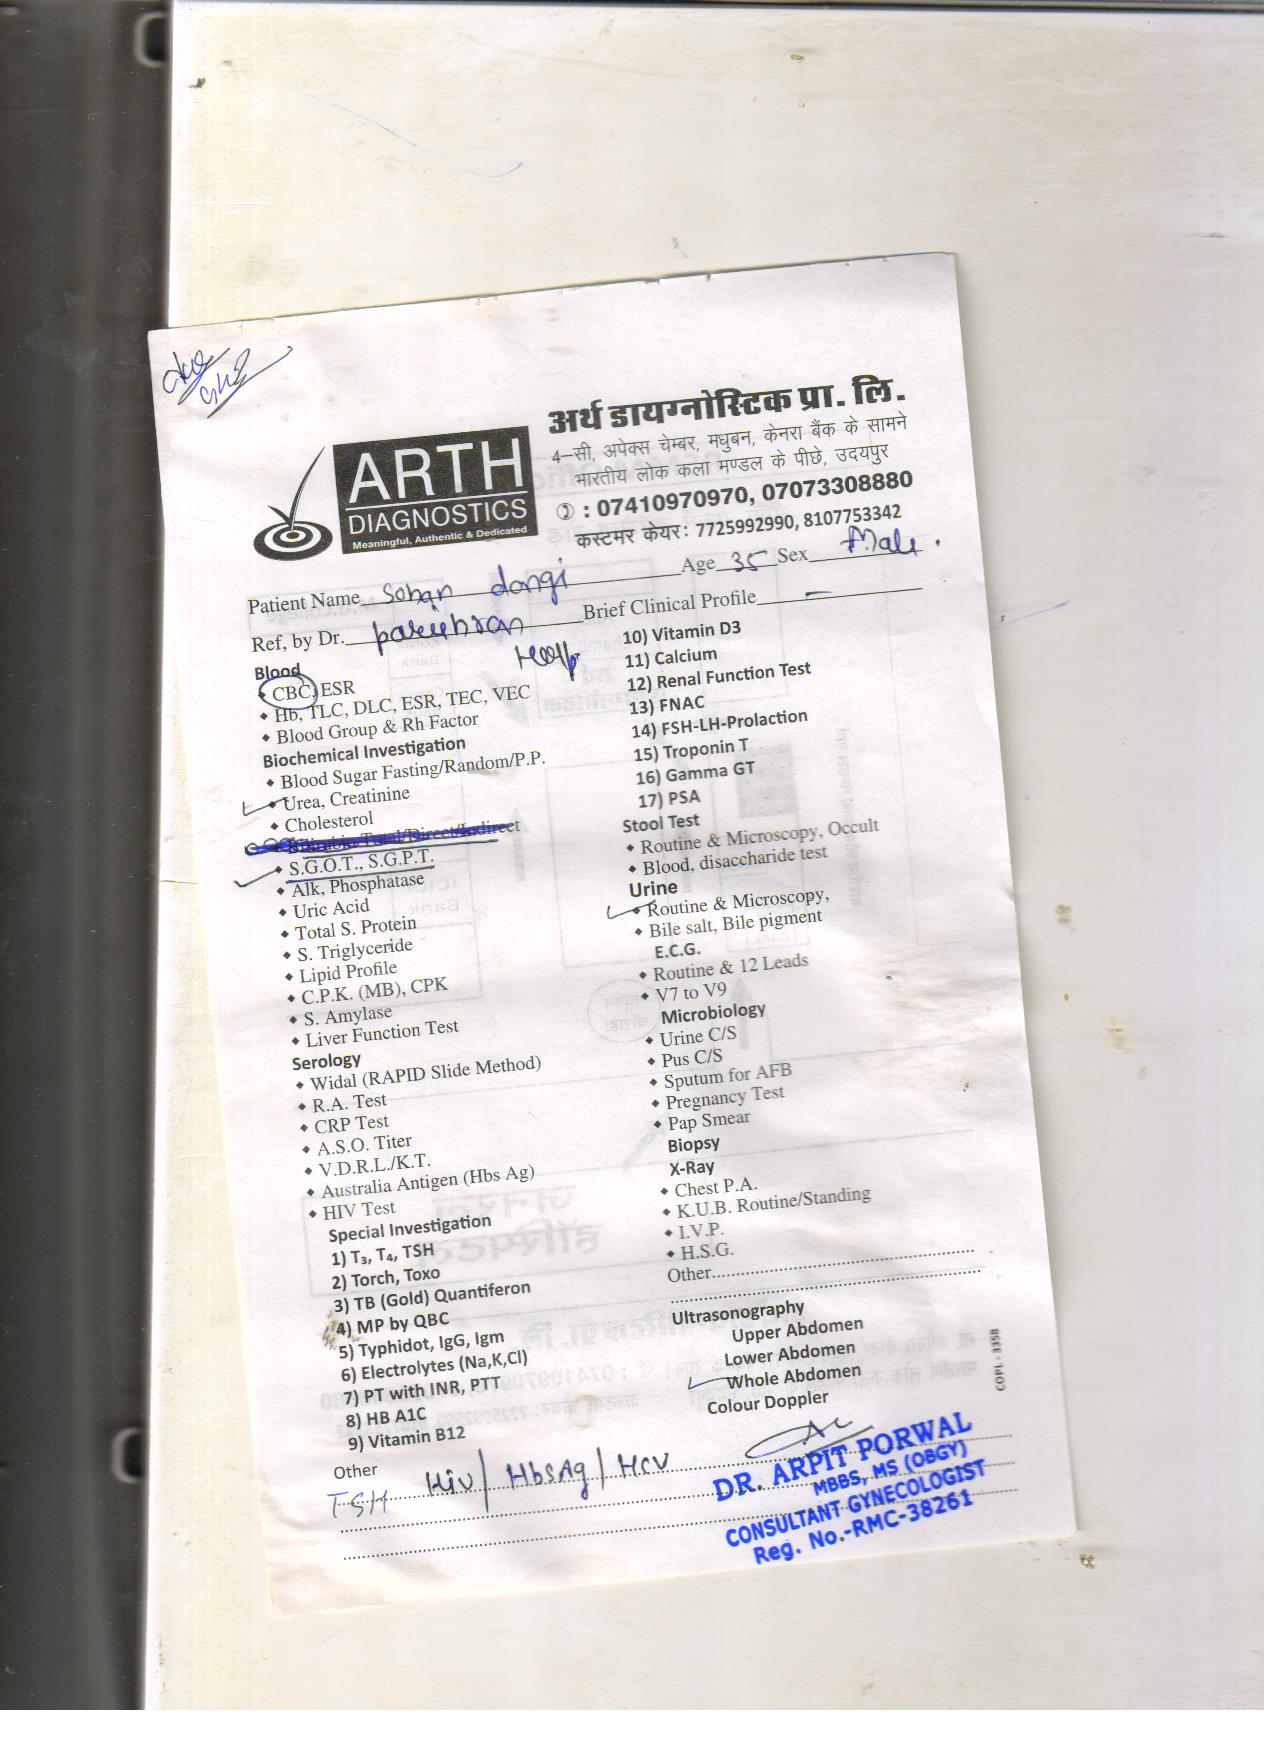 अर्थ डायग्नोस्टिक प्रा. लि.
4-सी, अपेक्स चेम्बर, मधुबन, केनरा बैंक के सामने
भारतीय लोक कला मण्डल के पीछे, उदयपुर
: 07410970970, 07073308880
कस्टमर केयर: 7725992990, 8107753342
ARTH
DIAGNOSTICS
Meaningful, Authentic & Dedicated
Patient Name Sohan dangi Age 35 Sex Male.
Ref, by Dr. Brief Clinical Profile –
Blood
CBC, ESR
Hb, TLC, DLC, ESR, TEC, VEC
Blood Group & Rh Factor
Biochemical Investigation
Blood Sugar Fasting/Random/P.P.
Urea, Creatinine
Cholesterol
Total/Direct/Indireet
S.G.O.T., S.G.P.T.
Alk, Phosphatase
Uric Acid
Total S. Protein
S. Triglyceride
Lipid Profile
C.P.K. (MB), CPK
S. Amylase
Liver Function Test
Serology
Widal (RAPID Slide Method)
R.A. Test
CRP Test
A.S.O. Titer
V.D.R.L./K.T.
Australia Antigen (Hbs Ag)
HIV Test
Special Investigation
1) T₃, T₄, TSH
2) Torch, Toxo
3) TB (Gold) Quantiferon
4) MP by QBC
5) Typhidot, IgG, Igm
6) Electrolytes (Na,K,Cl)
7) PT with INR, PTT
8) HB A1C
9) Vitamin B12
10) Vitamin D3
11) Calcium
12) Renal Function Test
13) FNAC
14) FSH-LH-Prolaction
15) Troponin T
16) Gamma GT
17) PSA
Stool Test
Routine & Microscopy, Occult
Blood, disaccharide test
Urine
Routine & Microscopy,
Bile salt, Bile pigment
E.C.G.
Routine & 12 Leads
V7 to V9
Microbiology
Urine C/S
Pus C/S
Sputum for AFB
Pregnancy Test
Pap Smear
Biopsy
X-Ray
Chest P.A.
K.U.B. Routine/Standing
I.V.P.
H.S.G.
Other
Ultrasonography
Upper Abdomen
Lower Abdomen
Whole Abdomen
Colour Doppler
COPL - 3358
Other
TSH HIV/ HbsAg/ HCV
DR. ARPIT PORWAL
MBBS, MS (OBGY)
CONSULTANT GYNECOLOGIST
Reg. No.-RMC-38261